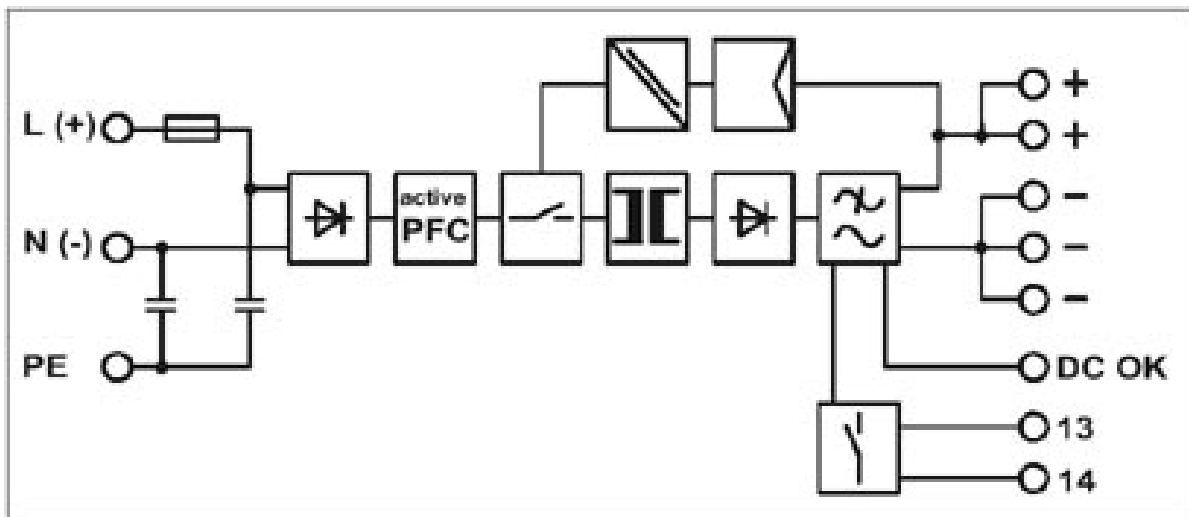 L (+)
N (-)
PE
active
PFC
+
+
−
−
−
DC OK
13
14